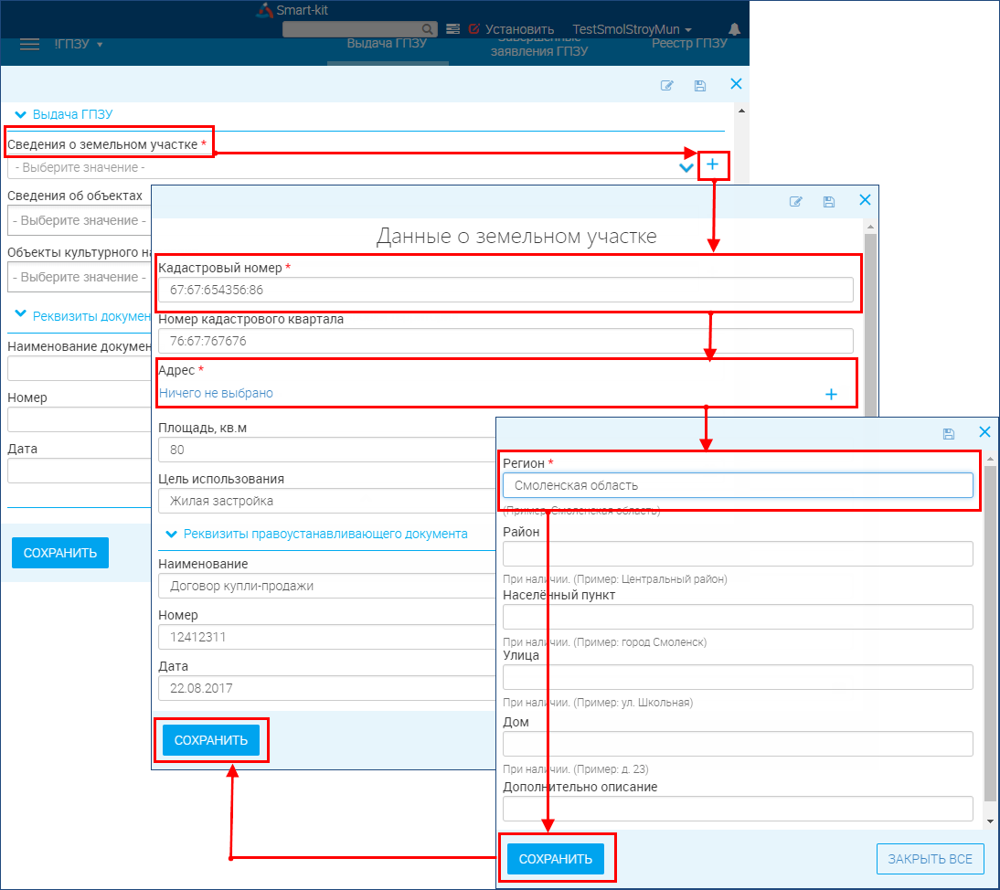 Smart-kit
Установить
TestSmolStroyMun
!ГПЗУ
Выдача ГПЗУ
Завершенные
заявления ГПЗУ
Реестр ГПЗУ
Выдача ГПЗУ
Сведения о земельном участке *
- Выберите значение -
Сведения об объектах
- Выберите значение -
Объекты культурного на
- Выберите значение -
Реквизиты докумен
Наименование докумен
Номер
Дата
СОХРАНИТЬ
Данные о земельном участке
Кадастровый номер *
67:67:654356:86
Номер кадастрового квартала
76:67:767676
Адрес *
Ничего не выбрано
Площадь, кв.м
80
Цель использования
Жилая застройка
Реквизиты правоустанавливающего документа
Наименование
Договор купли-продажи
Номер
12412311
Дата
22.08.2017
СОХРАНИТЬ
Регион *
Смоленская область
(Пример: Смоленская область)
Район
При наличии. (Пример: Центральный район)
Населённый пункт
При наличии. (Пример: город Смоленск)
Улица
При наличии. (Пример: ул. Школьная)
Дом
При наличии. (Пример: д. 23)
Дополнительно описание
СОХРАНИТЬ
ЗАКРЫТЬ ВСЕ